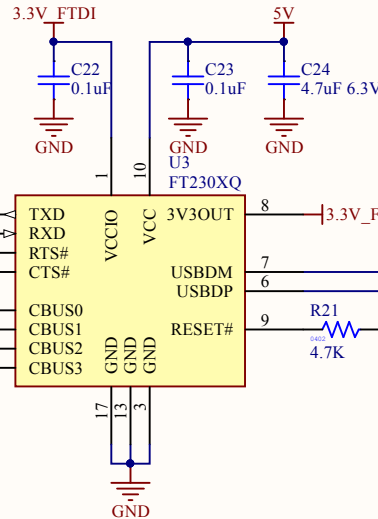 3.3V_FTDI
5V
C22
0.1uF
C23
0.1uF
C24
4.7uF 6.3V
GND
GND
GND
1
10
U3
FT230XQ
VCCIO
VCC
TXD
RXD
RTS#
CTS#
CBUS0
CBUS1
CBUS2
CBUS3
3V3OUT
8
3.3V_F
USBDM
7
USBDP
6
RESET#
9
R21
0402
4.7K
GND
GND
GND
17
13
3
GND